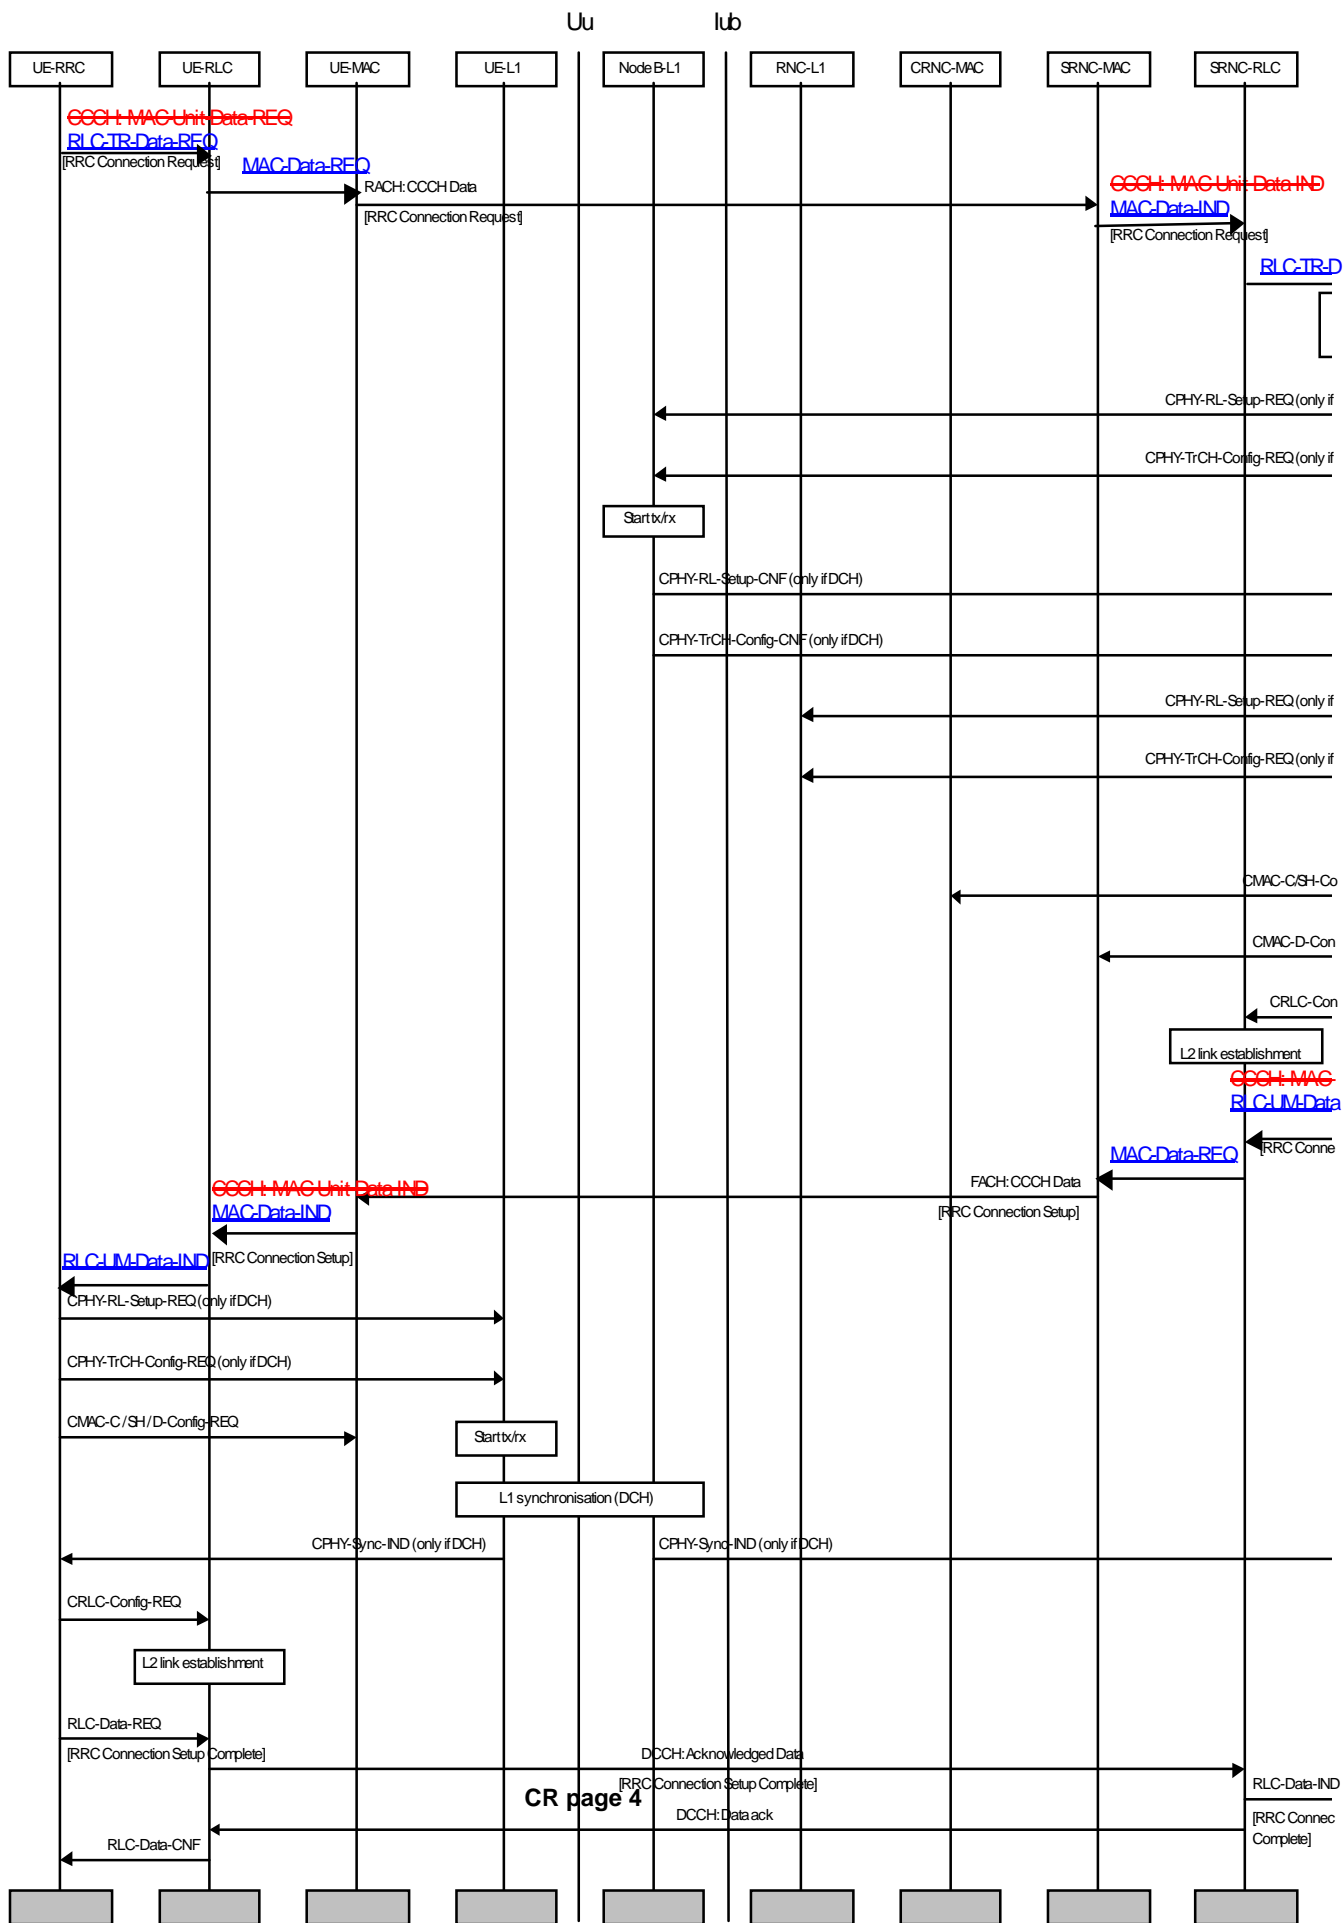 Uu
Iub
UE-RRC
UE-RLC
UE-MAC
UE-L1
Node B-L1
RNC-L1
CRNC-MAC
SRNC-MAC
SRNC-RLC
CCCH: MAC-Unit-Data-REQ
RLC-TR-Data-REQ
[RRC Connection Request]
MAC-Data-REQ
RACH: CCCH Data
[RRC Connection Request]
CCCH: MAC-Unit-Data-IND
MAC-Data-IND
[RRC Connection Request]
RLC-TR-D
CPHY-RL-Setup-REQ (only if
CPHY-TrCH-Config-REQ (only if
Start tx/rx
CPHY-RL-Setup-CNF (only if DCH)
CPHY-TrCH-Config-CNF (only if DCH)
CPHY-RL-Setup-REQ (only if
CPHY-TrCH-Config-REQ (only if
CMAC-C/SH-Co
CMAC-D-Con
CRLC-Con
L2 link establishment
CCCH: MAC-
RLC-UM-Data
[RRC Conne
MAC-Data-REQ
FACH: CCCH Data
[RRC Connection Setup]
CCCH: MAC-Unit-Data-IND
MAC-Data-IND
[RRC Connection Setup]
RLC-UM-Data-IND
CPHY-RL-Setup-REQ (only if DCH)
CPHY-TrCH-Config-REQ (only if DCH)
CMAC-C / SH / D-Config-REQ
Start tx/rx
L1 synchronisation (DCH)
CPHY-Sync-IND (only if DCH)
CPHY-Sync-IND (only if DCH)
CRLC-Config-REQ
L2 link establishment
RLC-Data-REQ
[RRC Connection Setup Complete]
DCCH: Acknowledged Data
[RRC Connection Setup Complete]
RLC-Data-IND
CR page 4
DCCH: Data ack
[RRC Connec
Complete]
RLC-Data-CNF